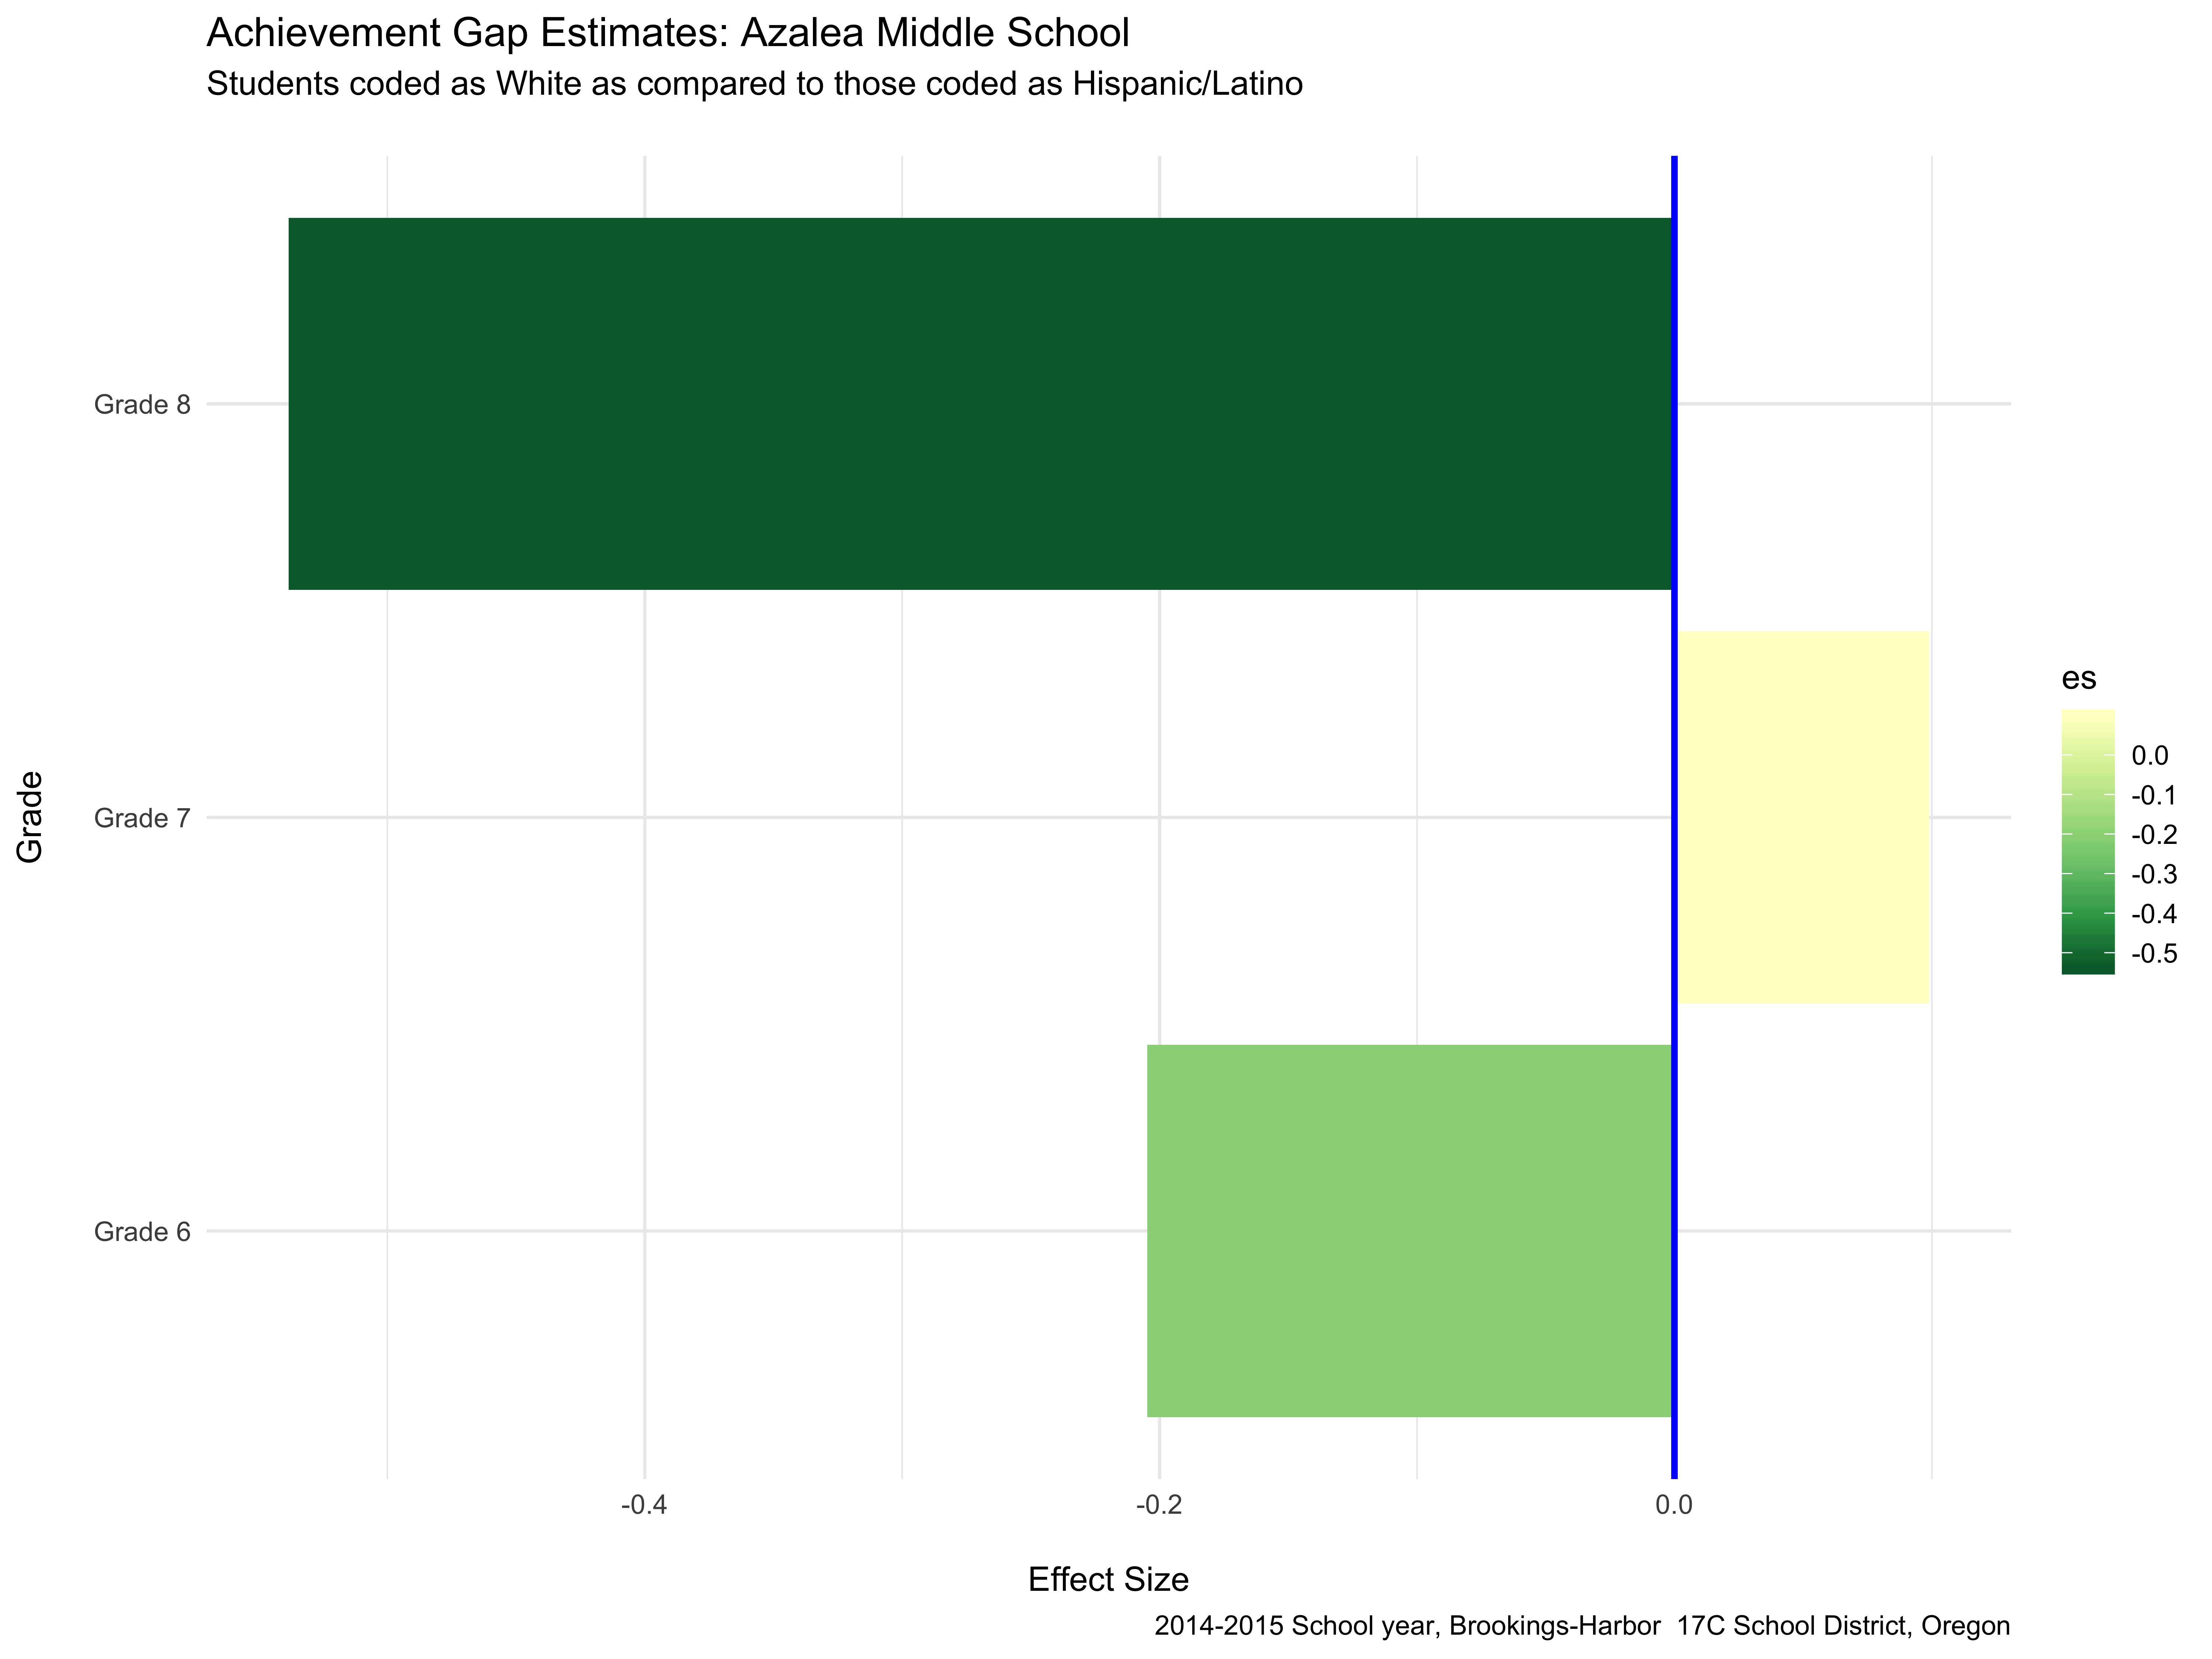 Achievement Gap Estimates: Azalea Middle School
Students coded as White as compared to those coded as Hispanic/Latino
Grade 8
Grade 7
Grade 6
Grade
es
0.0
-0.1
-0.2
-0.3
-0.4
-0.5
-0.4
-0.2
0.0
Effect Size
2014-2015 School year, Brookings-Harbor  17C School District, Oregon